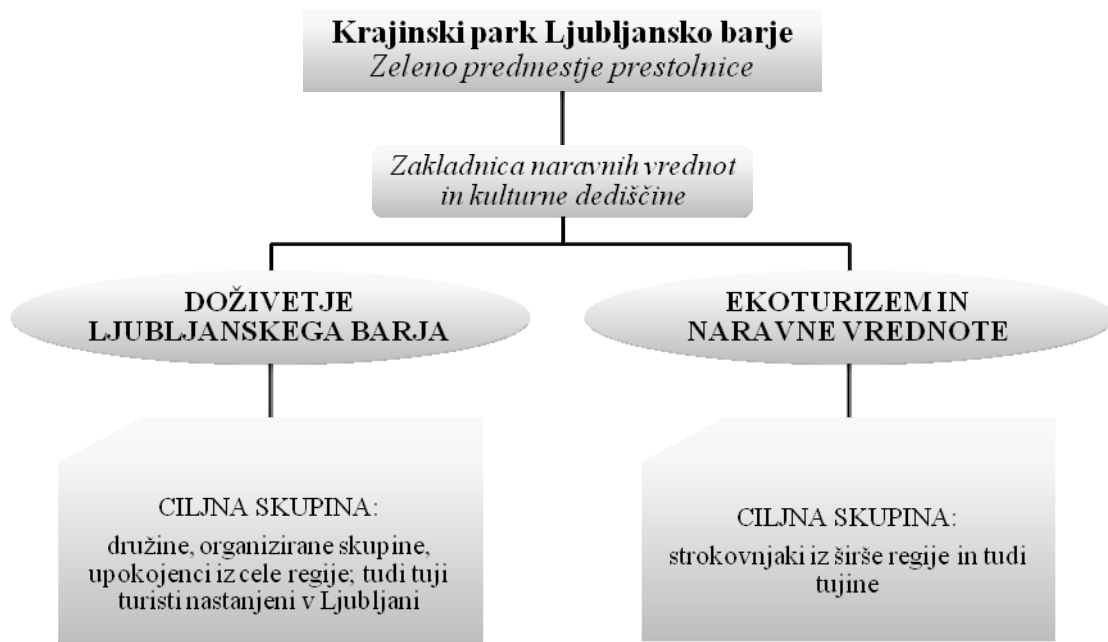 Krajinski park Ljubljansko barje
Zeleno predmestje prestolnice
Zakladnica naravnih vrednot
in kulturne dediščine
DOŽIVETJE
LJUBLJANSKEGA BARJA
EKOTURIZEM IN
NARAVNE VREDNOTE
CILJNA SKUPINA:
družine, organizirane skupine,
upokojenci iz cele regije; tudi tuji
turisti nastanjeni v Ljubljani
CILJNA SKUPINA:
strokovnjaki iz širše regije in tudi
tujine